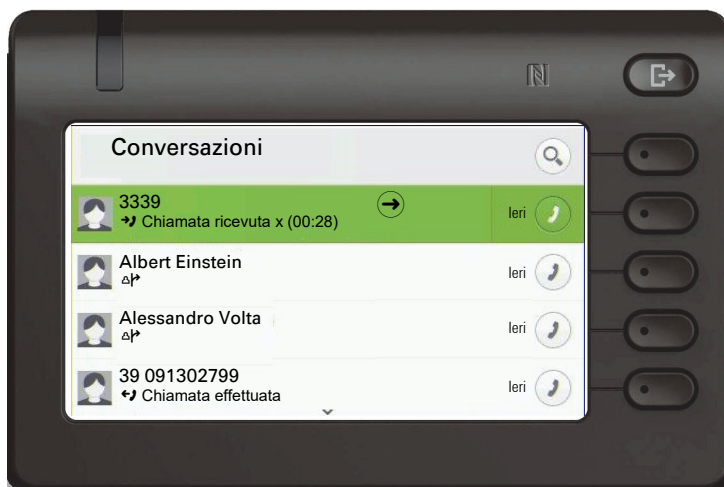 Conversazioni
3339
Chiamata ricevuta x (00:28)
Ieri
Albert Einstein
Ieri
Alessandro Volta
Ieri
39 091302799
Chiamata effettuata
Ieri